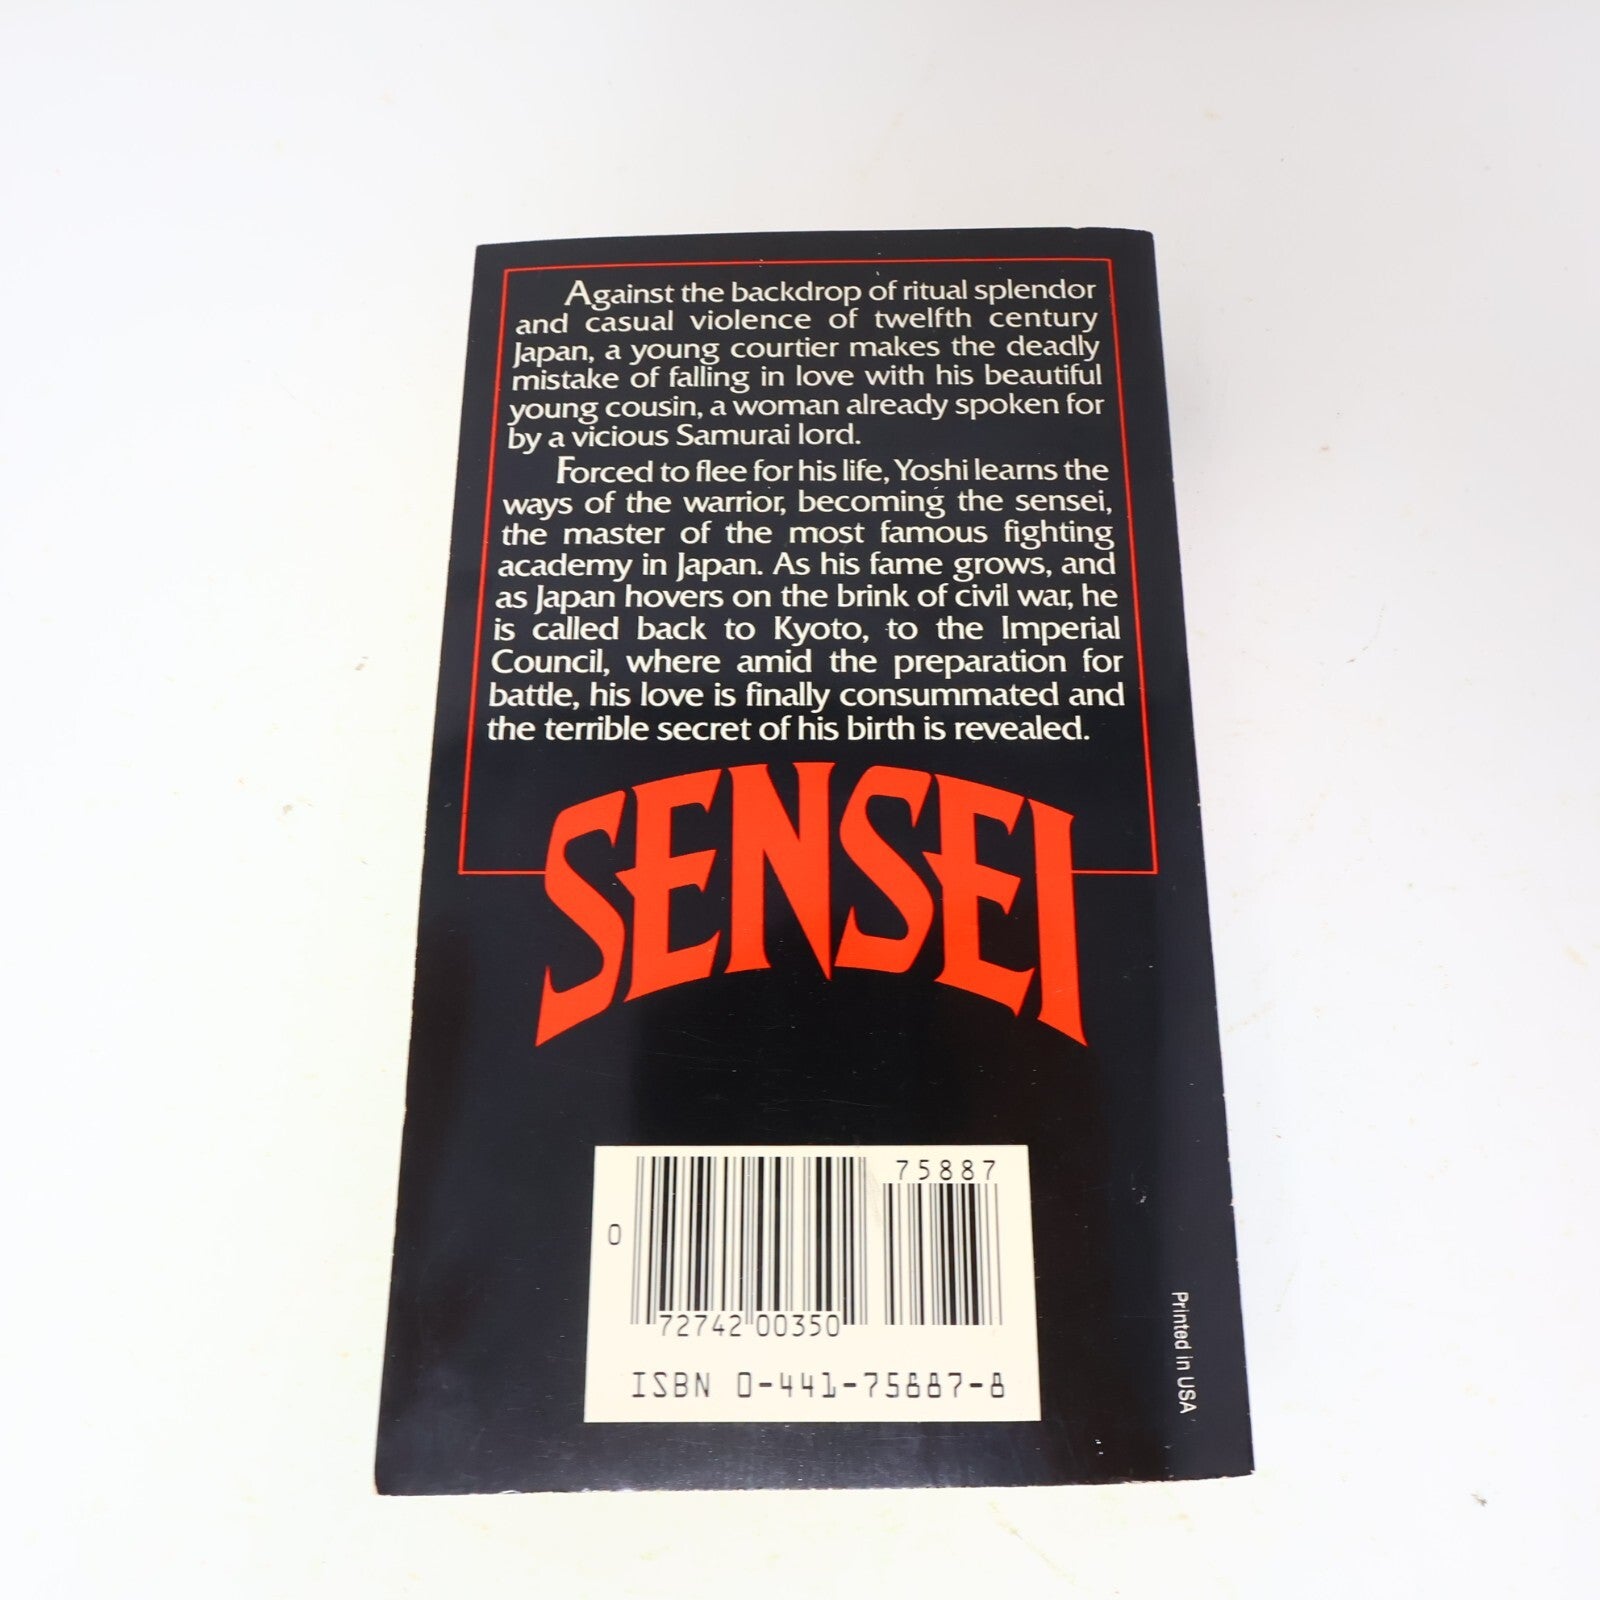 Against the backdrop of ritual splendor
and casual violence of twelfth century
Japan, a young courtier makes the deadly
mistake of falling in love with his beautiful
young cousin, a woman already spoken for
by a vicious Samurai lord.
Forced to flee for his life, Yoshi learns the
ways of the warrior, becoming the sensei,
the master of the most famous fighting
academy in Japan. As his fame grows, and
as Japan hovers on the brink of civil war, he
is called back to Kyoto, to the Imperial
Council, where amid the preparation for
battle, his love is finally consummated and
the terrible secret of his birth is revealed.
SENSEI
75887
0
72742 00350
ISBN 0-441-75887-8
Printed in USA